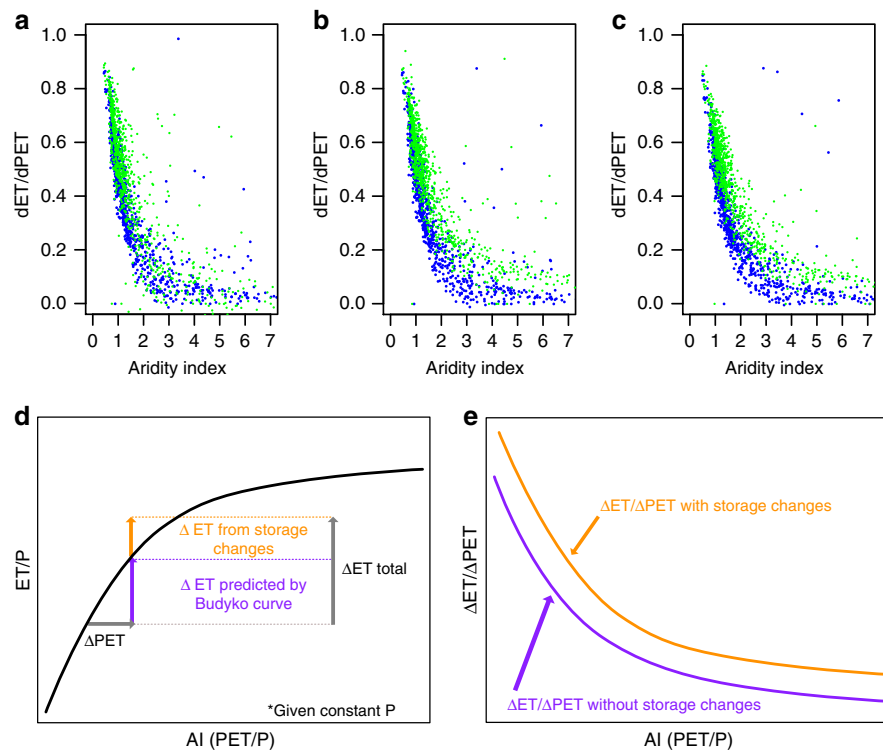 a
1.0
0.8
0.6
0.4
0.2
0.0
dET/dPET
0 1 2 3 4 5 6 7
Aridity index
b
1.0
0.8
0.6
0.4
0.2
0.0
dET/dPET
0 1 2 3 4 5 6 7
Aridity index
c
1.0
0.8
0.6
0.4
0.2
0.0
dET/dPET
0 1 2 3 4 5 6 7
Aridity index
d
ET/P
Δ ET from storage
changes
Δ ET predicted by
Budyko curve
ΔET total
ΔPET
*Given constant P
AI (PET/P)
e
ΔET/ΔPET
ΔET/ΔPET with storage changes
ΔET/ΔPET without storage changes
AI (PET/P)